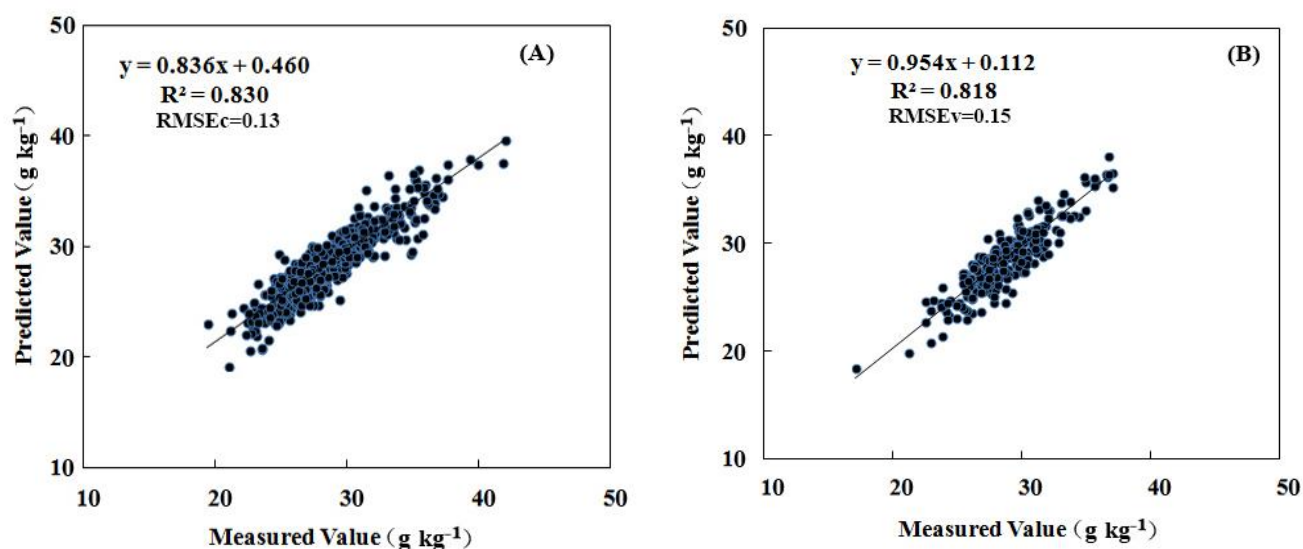 50
40
30
20
10
10 20 30 40 50
Predicted Value (g kg⁻¹)
Measured Value (g kg⁻¹)
(A)
y = 0.836x + 0.460
R² = 0.830
RMSEc=0.13
50
40
30
20
10
10 20 30 40 50
Predicted Value (g kg⁻¹)
Measured Value (g kg⁻¹)
(B)
y = 0.954x + 0.112
R² = 0.818
RMSEv=0.15